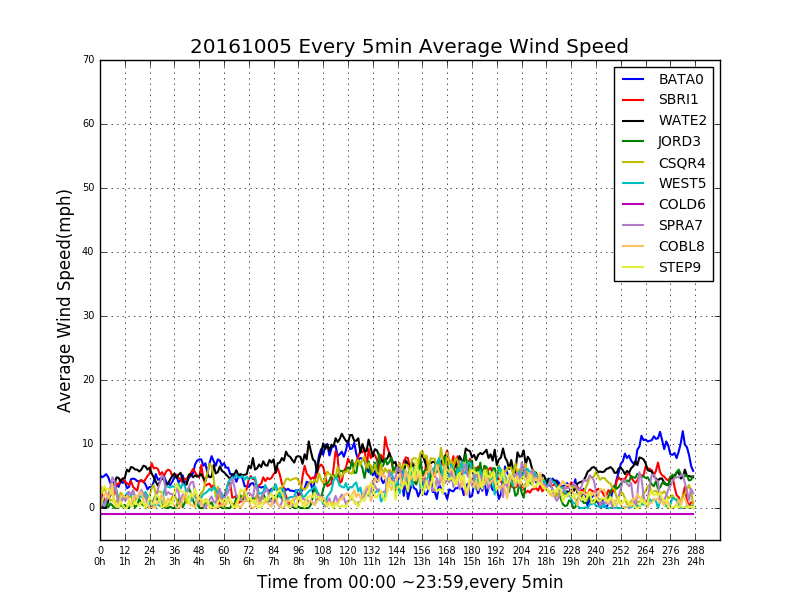 20161005 Every 5min Average Wind Speed
70
60
50
40
30
20
10
0
Average Wind Speed(mph)
BATA0
SBRI1
WATE2
JORD3
CSQR4
WEST5
COLD6
SPRA7
COBL8
STEP9
0 12 24 36 48 60 72 84 96 108 120 132 144 156 168 180 192 204 216 228 240 252 264 276 288
0h 1h 2h 3h 4h 5h 6h 7h 8h 9h 10h 11h 12h 13h 14h 15h 16h 17h 18h 19h 20h 21h 22h 23h 24h
Time from 00:00 ~23:59,every 5min